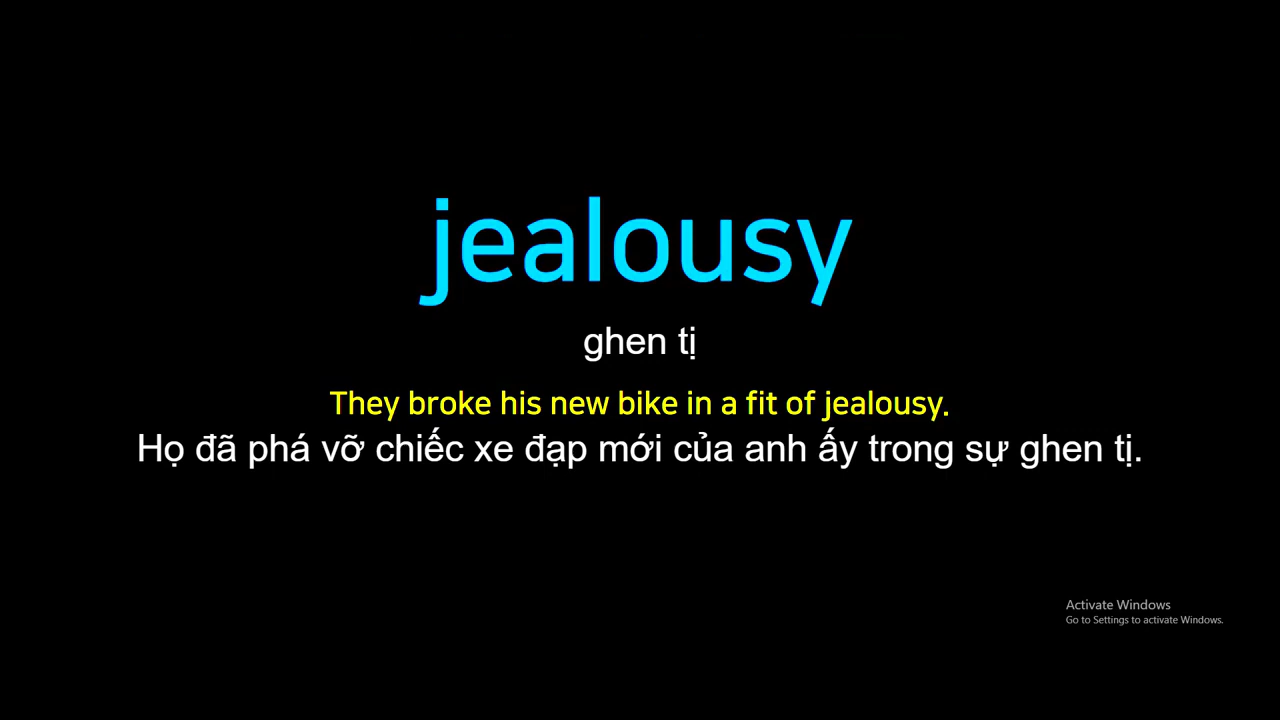 jealousy
ghen tị
They broke his new bike in a fit of jealousy.
Họ đã phá vỡ chiếc xe đạp mới của anh ấy trong sự ghen tị.
Activate Windows
Go to Settings to activate Windows.